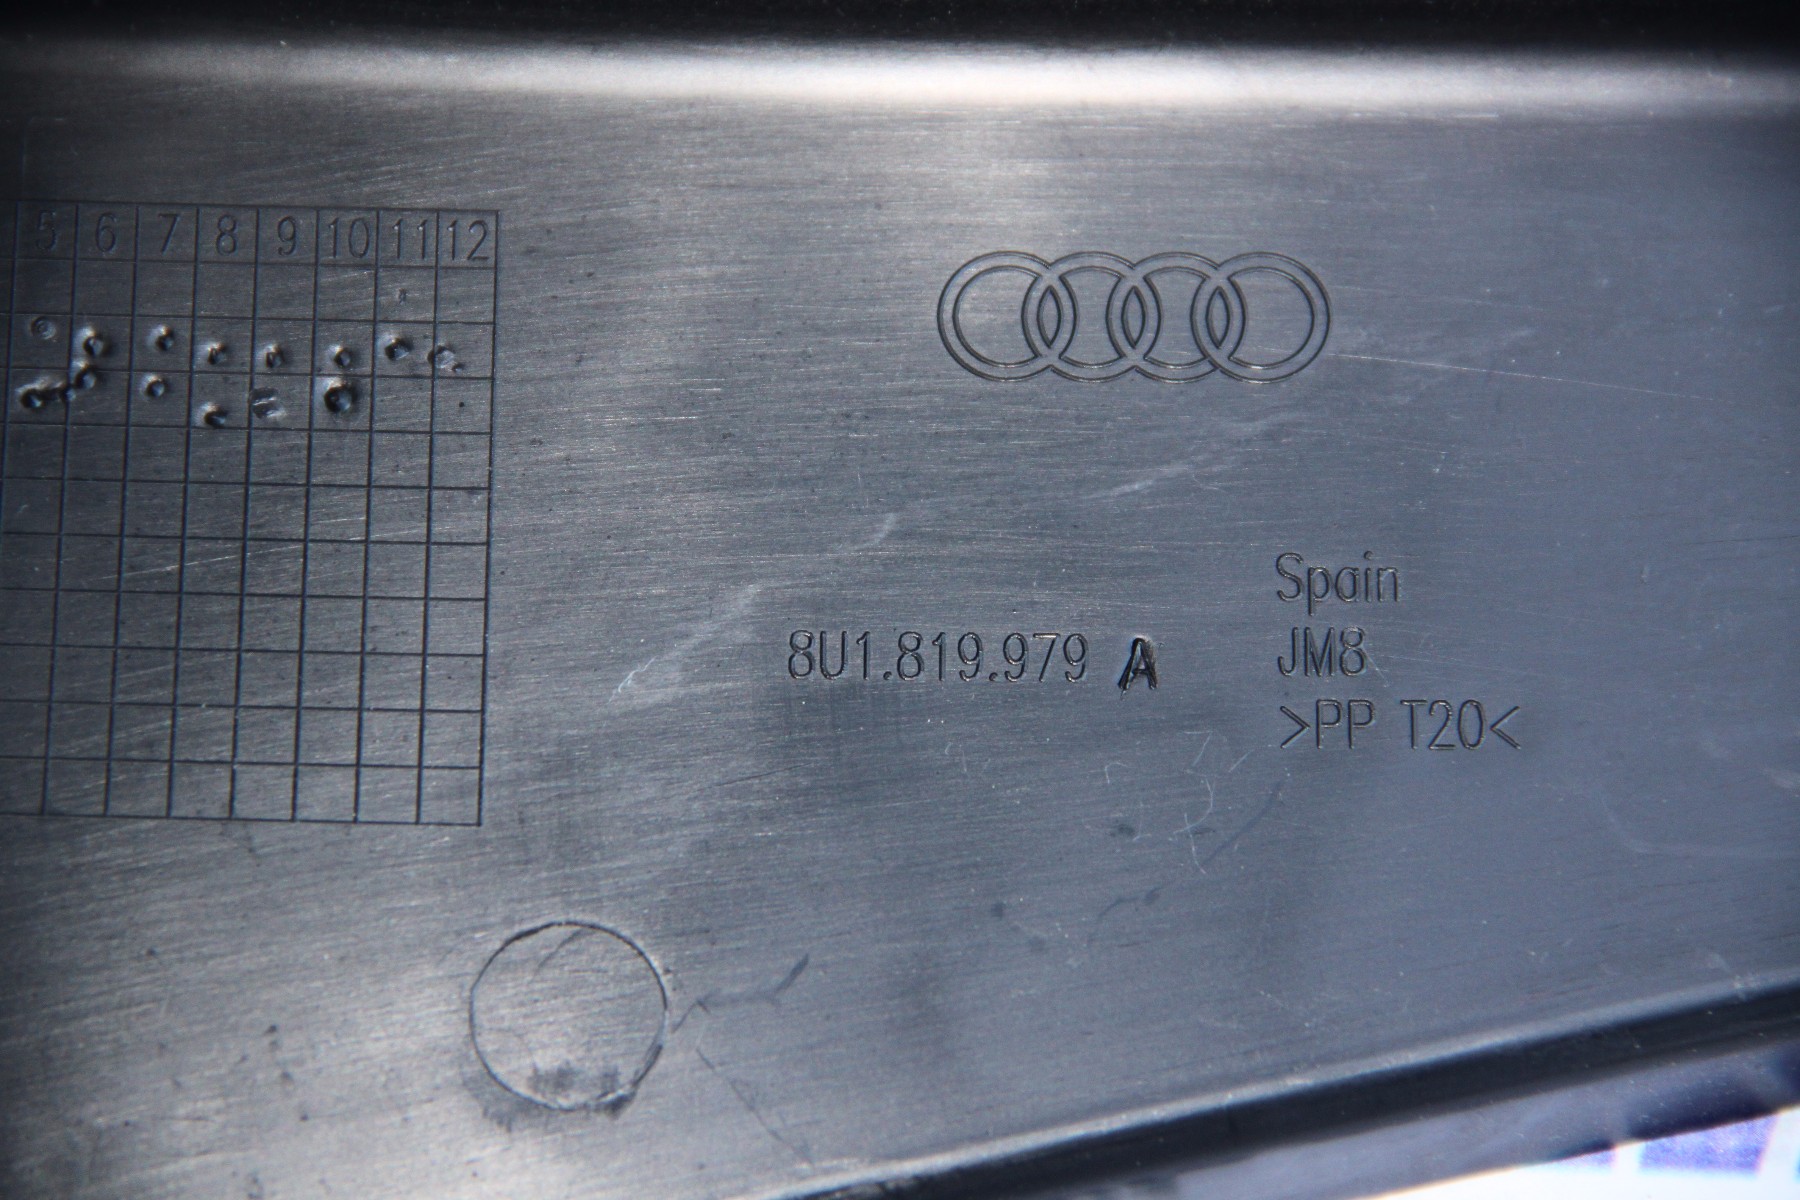 5 6 7 8 9 10 11 12
Spain
8U1.819.979 A
JM8
>PP T20<